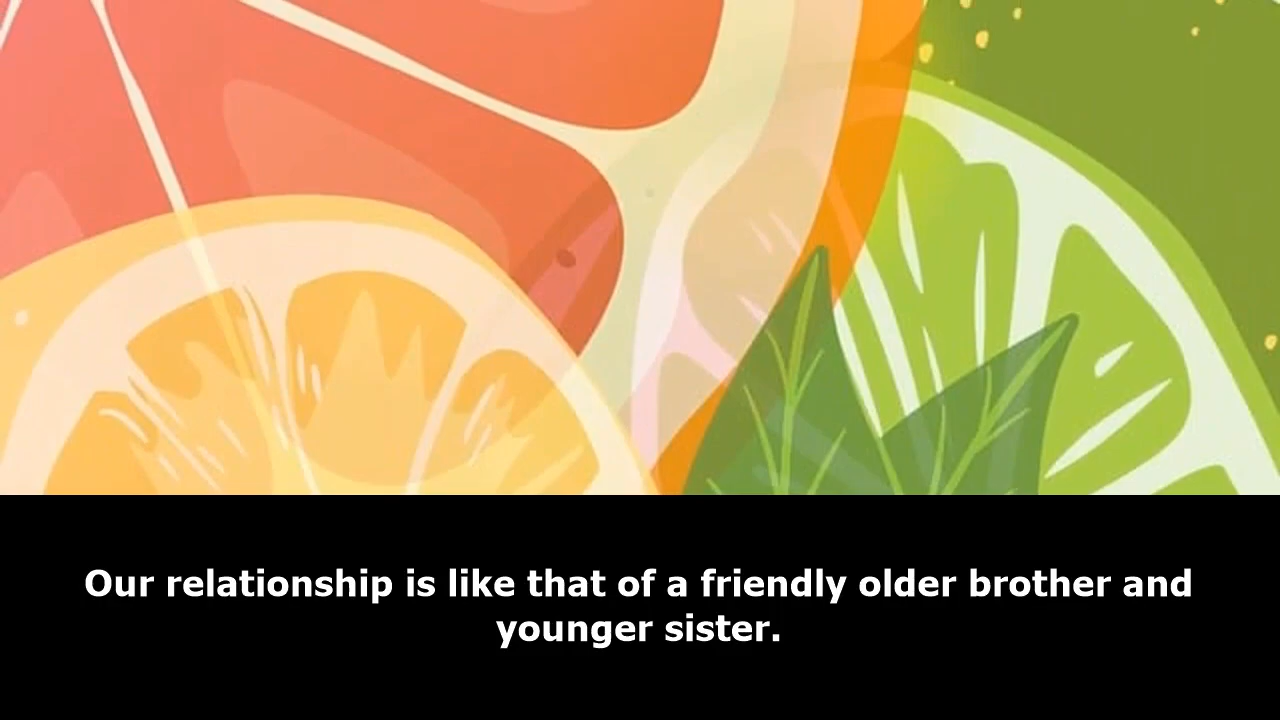 Our relationship is like that of a friendly older brother and
younger sister.